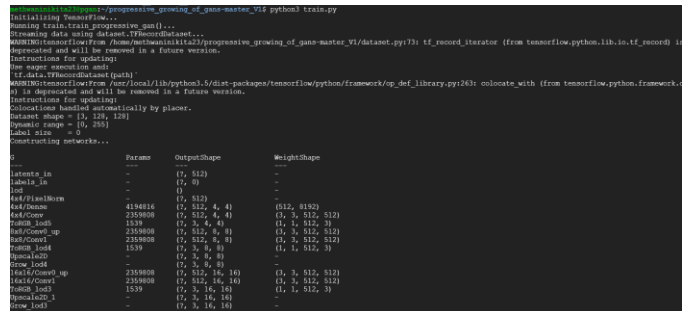 methwaninikita23@pgan:~/progressive_growing_of_gans-master_V1$ python3 train.py
Initializing TensorFlow...
Running train.train_progressive_gan()...
Streaming data using dataset.TFRecordDataset...
WARNING:tensorflow:From /home/methwaninikita23/progressive_growing_of_gans-master_V1/dataset.py:73: tf_record_iterator (from tensorflow.python.lib.io.tf_record) is
deprecated and will be removed in a future version.
Instructions for updating:
Use eager execution and:
`tf.data.TFRecordDataset(path)`
WARNING:tensorflow:From /usr/local/lib/python3.5/dist-packages/tensorflow/python/framework/op_def_library.py:263: colocate_with (from tensorflow.python.framework.o
s) is deprecated and will be removed in a future version.
Instructions for updating:
Colocations handled automatically by placer.
Dataset shape = [3, 128, 128]
Dynamic range = [0, 255]
Label size = 0
Constructing networks...
G Params OutputShape WeightShape
--- --- --- ---
latents_in - (?, 512) -
labels_in - (?, 0) -
lod - () -
4x4/PixelNorm - (?, 512) -
4x4/Dense 4194816 (?, 512, 4, 4) (512, 8192)
4x4/Conv 2359808 (?, 512, 4, 4) (3, 3, 512, 512)
ToRGB_lod5 1539 (?, 3, 4, 4) (1, 1, 512, 3)
8x8/Conv0_up 2359808 (?, 512, 8, 8) (3, 3, 512, 512)
8x8/Conv1 2359808 (?, 512, 8, 8) (3, 3, 512, 512)
ToRGB_lod4 1539 (?, 3, 8, 8) (1, 1, 512, 3)
Upscale2D - (?, 3, 8, 8) -
Grow_lod4 - (?, 3, 8, 8) -
16x16/Conv0_up 2359808 (?, 512, 16, 16) (3, 3, 512, 512)
16x16/Conv1 2359808 (?, 512, 16, 16) (3, 3, 512, 512)
ToRGB_lod3 1539 (?, 3, 16, 16) (1, 1, 512, 3)
Upscale2D_1 - (?, 3, 16, 16) -
Grow_lod3 - (?, 3, 16, 16) -